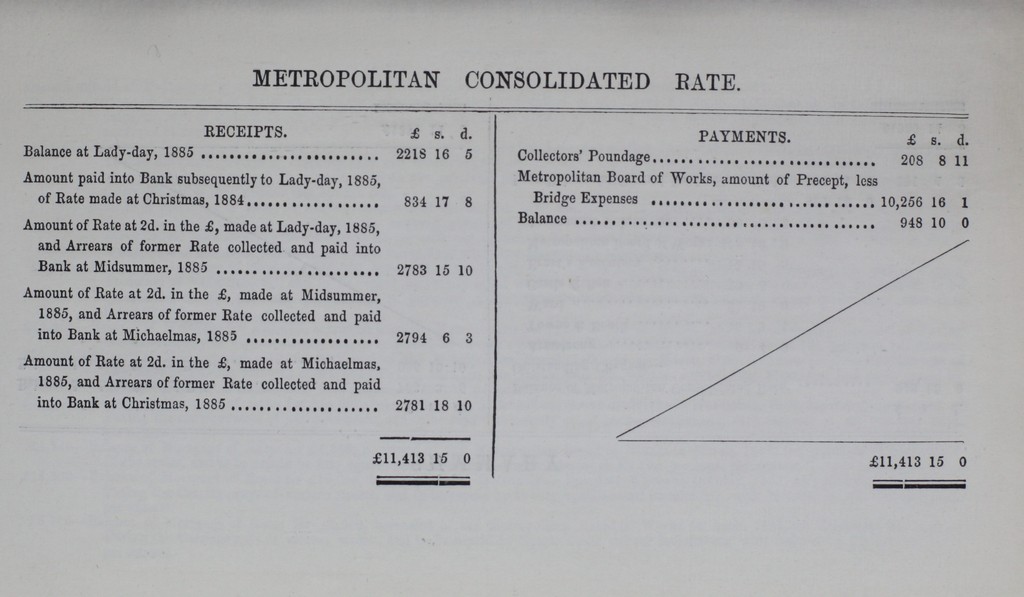 METROPOLITAN CONSOLIDATED RATE.
RECEIPTS. £ s. d.
Balance at Lady-day, 1885 ........................ 2218 16 5
Amount paid into Bank subsequently to Lady-day, 1885,
of Rate made at Christmas, 1884.................. 834 17 8
Amount of Rate at 2d. in the £, made at Lady-day, 1885,
and Arrears of former Rate collected and paid into
Bank at Midsummer, 1885 ...................... 2783 15 10
Amount of Rate at 2d. in the £, made at Midsummer,
1885, and Arrears of former Rate collected and paid
into Bank at Michaelmas, 1885 .................. 2794 6 3
Amount of Rate at 2d. in the £, made at Michaelmas,
1885, and Arrears of former Rate collected and paid
into Bank at Christmas, 1885 .................... 2781 18 10
£11,413 15 0
PAYMENTS. £ s. d.
Collectors' Poundage.............................. 208 8 11
Metropolitan Board of Works, amount of Precept, less
Bridge Expenses .............................. 10,256 16 1
Balance ........................................ 948 10 0
£11,413 15 0